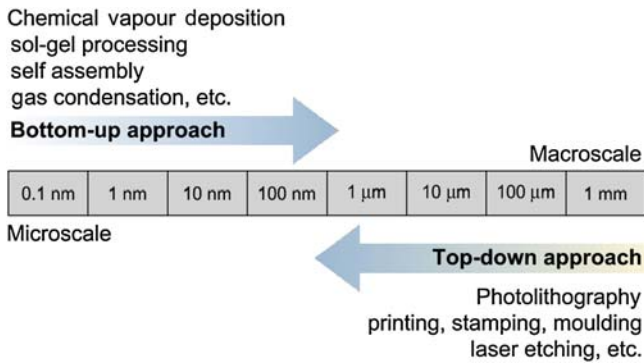 Chemical vapour deposition
sol-gel processing
self assembly
gas condensation, etc.
Bottom-up approach
Macroscale
0.1 nm 1 nm 10 nm 100 nm 1 μm 10 μm 100 μm 1 mm
Microscale
Top-down approach
Photolithography
printing, stamping, moulding
laser etching, etc.